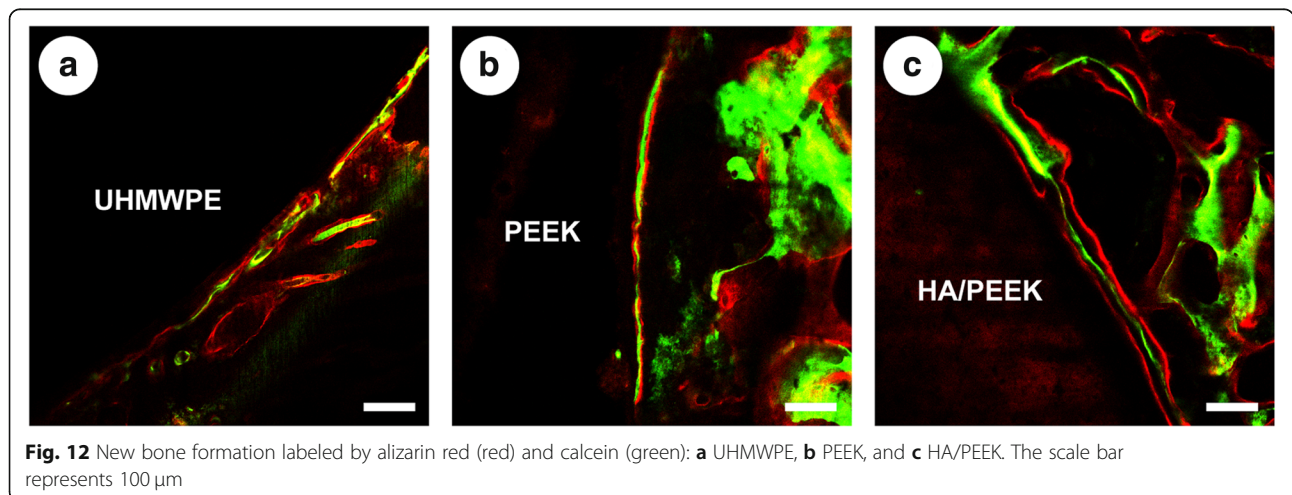 a
b
c
UHMWPE
PEEK
HA/PEEK
Fig. 12 New bone formation labeled by alizarin red (red) and calcein (green): a UHMWPE, b PEEK, and c HA/PEEK. The scale bar
represents 100 μm